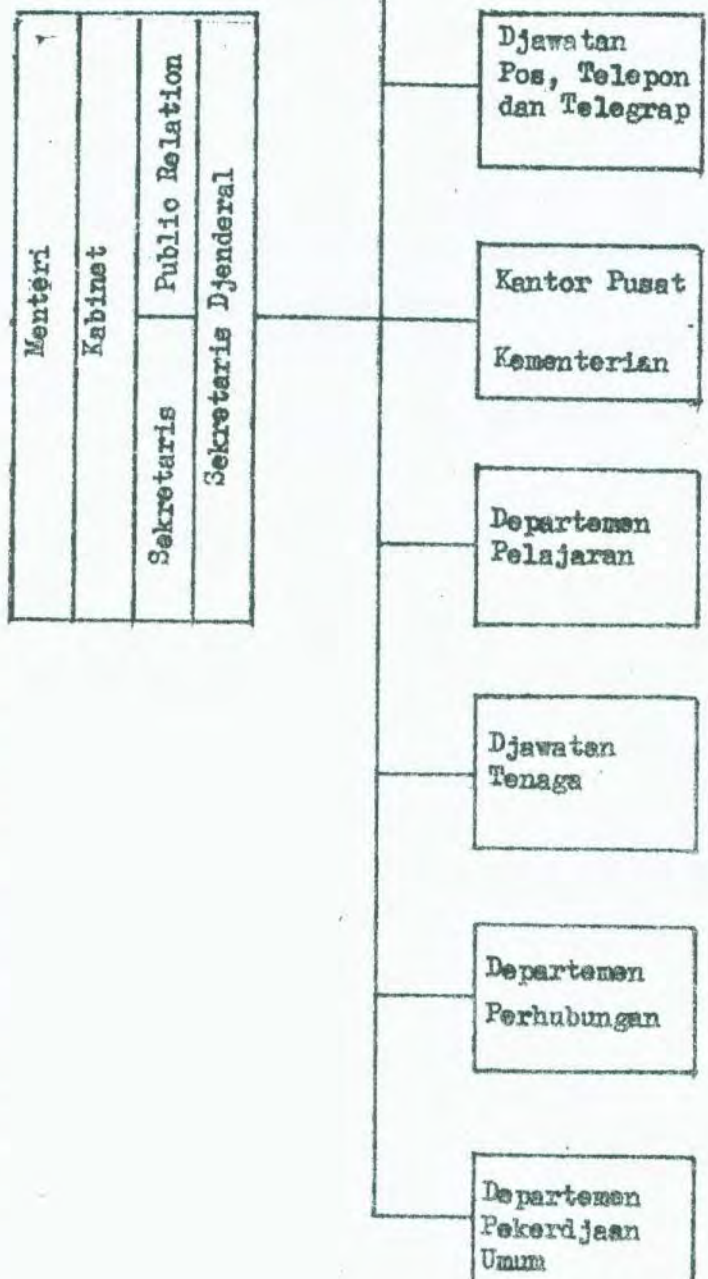 Menteri
Kabinet
Sekretaris
Public Relation
Sekretaris Djenderal
Djawatan
Pos, Telepon
dan Telegrap
Kantor Pusat
Kementerian
Departemen
Pelajaran
Djawatan
Tenaga
Departemen
Perhubungan
Departemen
Pekerdjaan
Umum